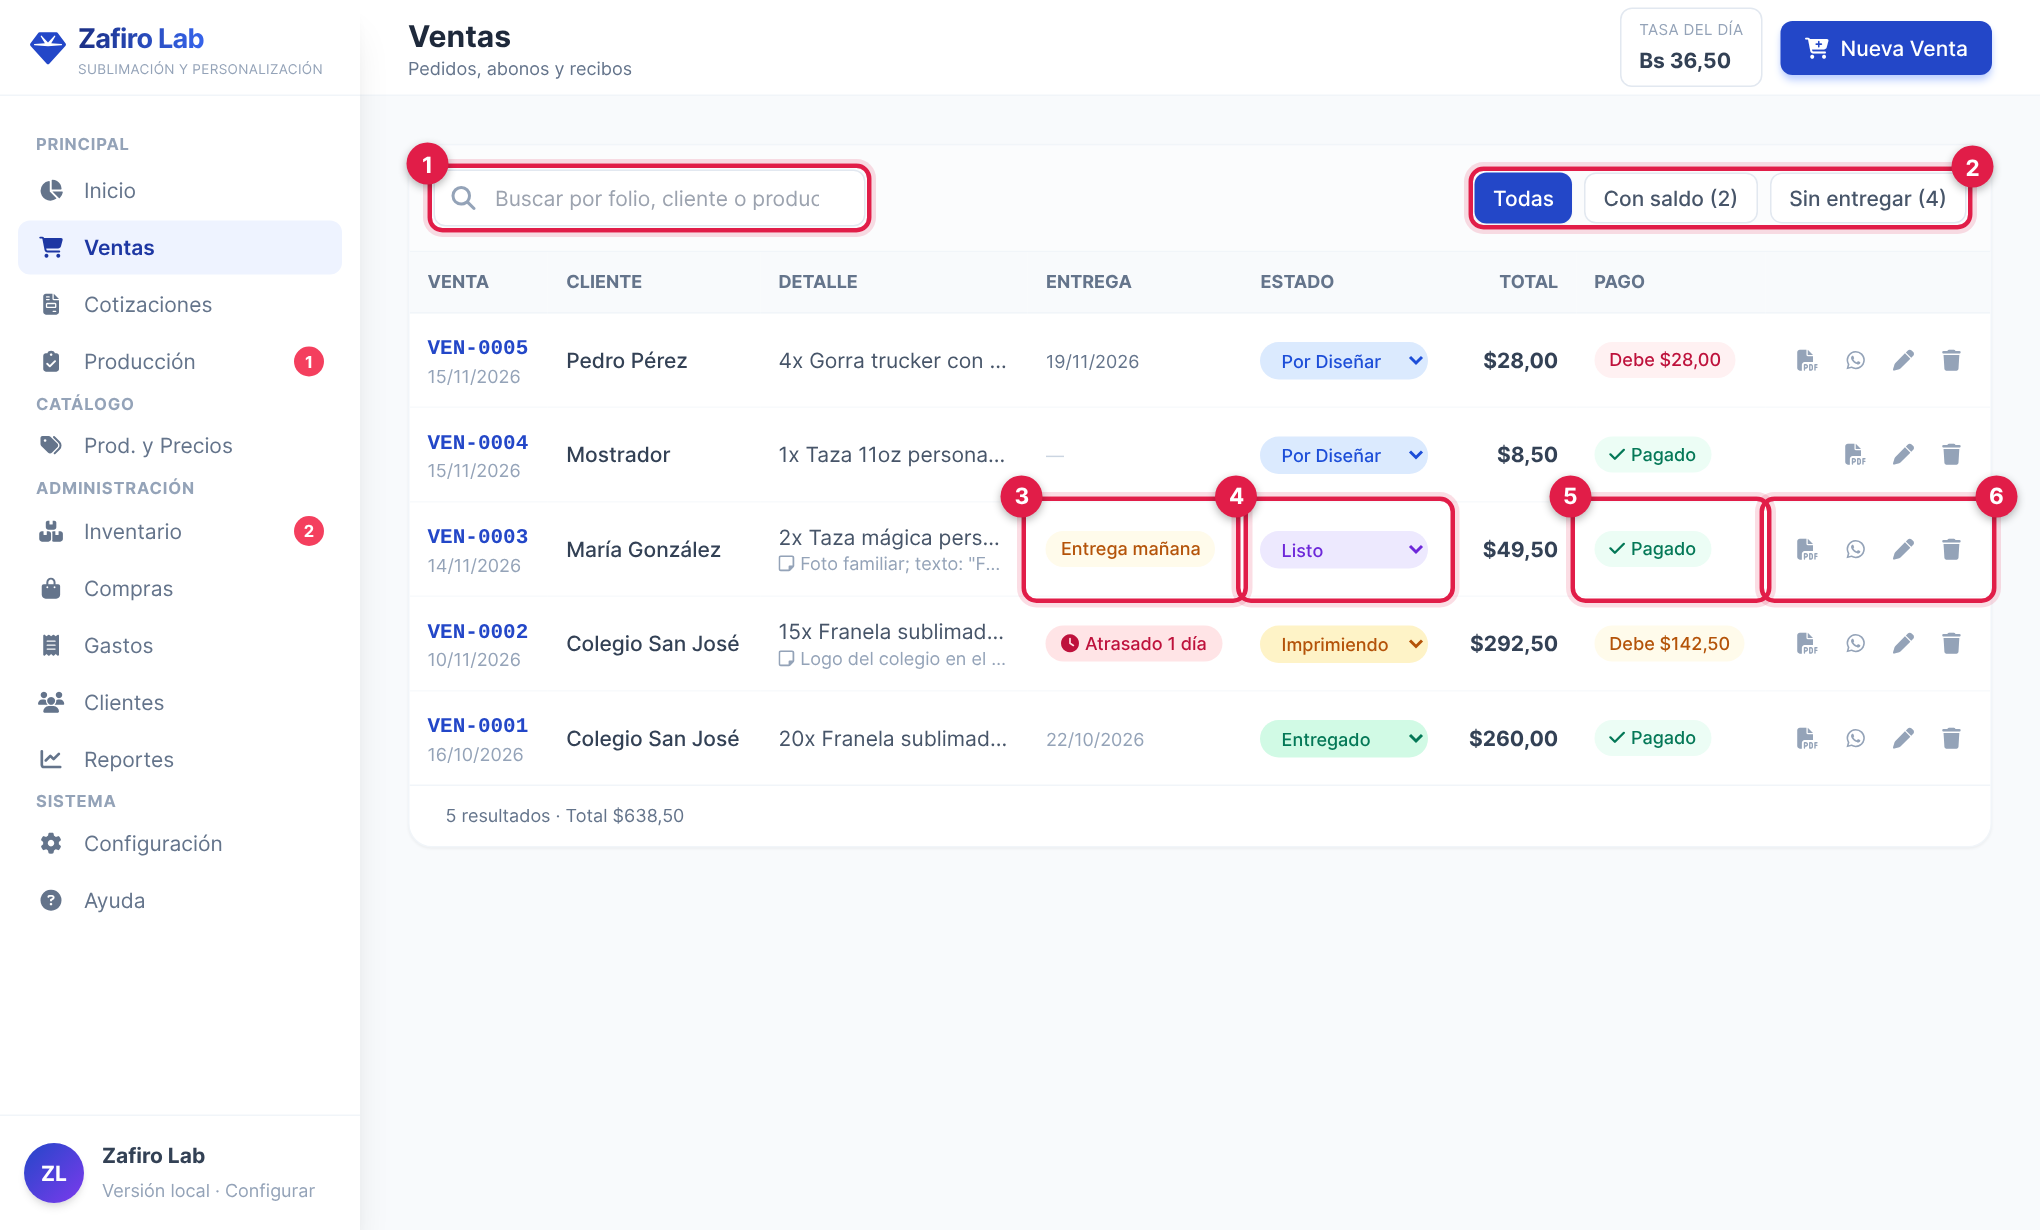 Zafiro Lab
SUBLIMACIÓN Y PERSONALIZACIÓN
PRINCIPAL
Inicio
Ventas
Cotizaciones
Producción 1
CATÁLOGO
Prod. y Precios
ADMINISTRACIÓN
Inventario 2
Compras
Gastos
Clientes
Reportes
SISTEMA
Configuración
Ayuda
ZL
Zafiro Lab
Versión local · Configurar
Ventas
Pedidos, abonos y recibos
TASA DEL DÍA
Bs 36,50
Nueva Venta
1
Buscar por folio, cliente o produc
2
Todas Con saldo (2) Sin entregar (4)
VENTA CLIENTE DETALLE ENTREGA ESTADO TOTAL PAGO
VEN-0005
15/11/2026
Pedro Pérez 4x Gorra trucker con ... 19/11/2026 Por Diseñar $28,00 Debe $28,00 PDF
VEN-0004
15/11/2026
Mostrador 1x Taza 11oz persona... — Por Diseñar $8,50 Pagado PDF
3 4 5 6
VEN-0003
14/11/2026
María González 2x Taza mágica pers...
Foto familiar; texto: "F...
Entrega mañana Listo $49,50 Pagado PDF
VEN-0002
10/11/2026
Colegio San José 15x Franela sublimad...
Logo del colegio en el ...
Atrasado 1 día Imprimiendo $292,50 Debe $142,50 PDF
VEN-0001
16/10/2026
Colegio San José 20x Franela sublimad... 22/10/2026 Entregado $260,00 Pagado PDF
5 resultados · Total $638,50